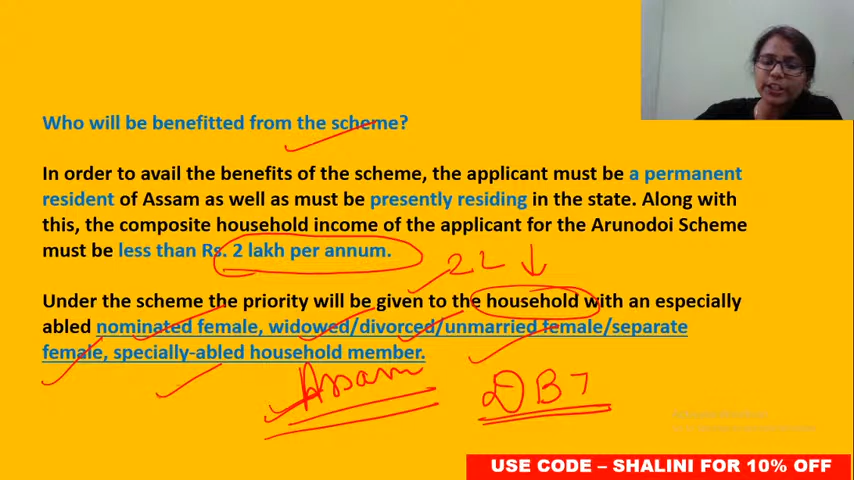 Who will be benefitted from the scheme?
In order to avail the benefits of the scheme, the applicant must be a permanent
resident of Assam as well as must be presently residing in the state. Along with
this, the composite household income of the applicant for the Arunodoi Scheme
must be less than Rs. 2 lakh per annum.
2L ↓
Under the scheme the priority will be given to the household with an especially
abled nominated female, widowed/divorced/unmarried female/separate
female, specially-abled household member.
Assam
DBT
USE CODE – SHALINI FOR 10% OFF